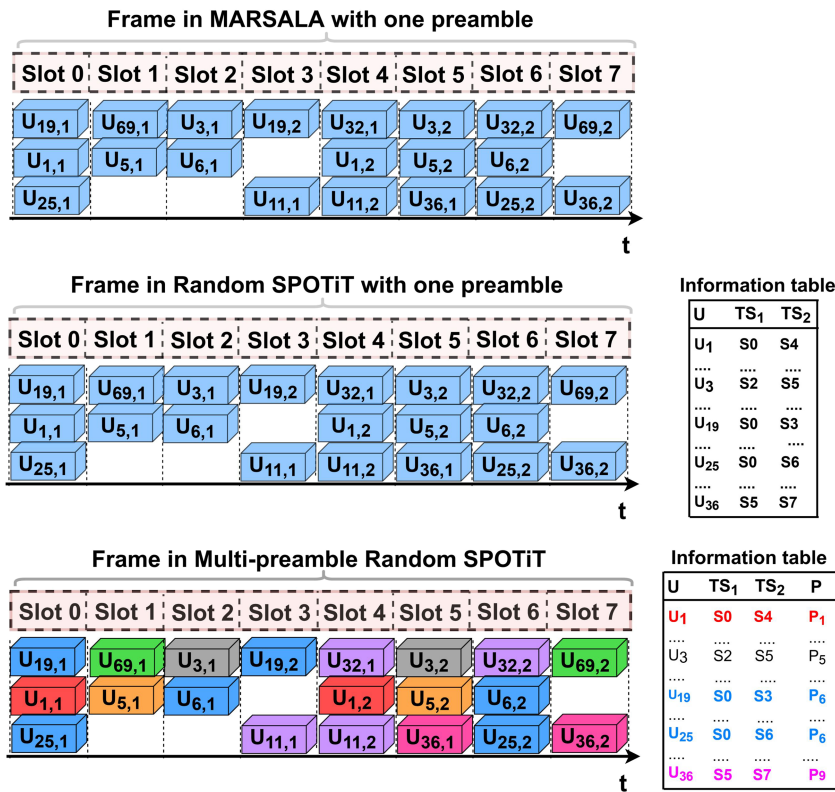 Frame in MARSALA with one preamble
Slot 0 Slot 1 Slot 2 Slot 3 Slot 4 Slot 5 Slot 6 Slot 7
U19,1 U69,1 U3,1 U19,2 U32,1 U3,2 U32,2 U69,2
U1,1 U5,1 U6,1 U1,2 U5,2 U6,2
U25,1 U11,1 U11,2 U36,1 U25,2 U36,2
t
Frame in Random SPOTiT with one preamble
Slot 0 Slot 1 Slot 2 Slot 3 Slot 4 Slot 5 Slot 6 Slot 7
U19,1 U69,1 U3,1 U19,2 U32,1 U3,2 U32,2 U69,2
U1,1 U5,1 U6,1 U1,2 U5,2 U6,2
U25,1 U11,1 U11,2 U36,1 U25,2 U36,2
t
Information table
U TS1 TS2
U1 S0 S4
.... .... ....
U3 S2 S5
.... .... ....
U19 S0 S3
.... .... ....
U25 S0 S6
.... .... ....
U36 S5 S7
Frame in Multi-preamble Random SPOTiT
Slot 0 Slot 1 Slot 2 Slot 3 Slot 4 Slot 5 Slot 6 Slot 7
U19,1 U69,1 U3,1 U19,2 U32,1 U3,2 U32,2 U69,2
U1,1 U5,1 U6,1 U1,2 U5,2 U6,2
U25,1 U11,1 U11,2 U36,1 U25,2 U36,2
t
Information table
U TS1 TS2 P
U1 S0 S4 P1
.... .... .... ....
U3 S2 S5 P5
.... .... .... ....
U19 S0 S3 P6
.... .... .... ....
U25 S0 S6 P6
.... .... .... ....
U36 S5 S7 P9